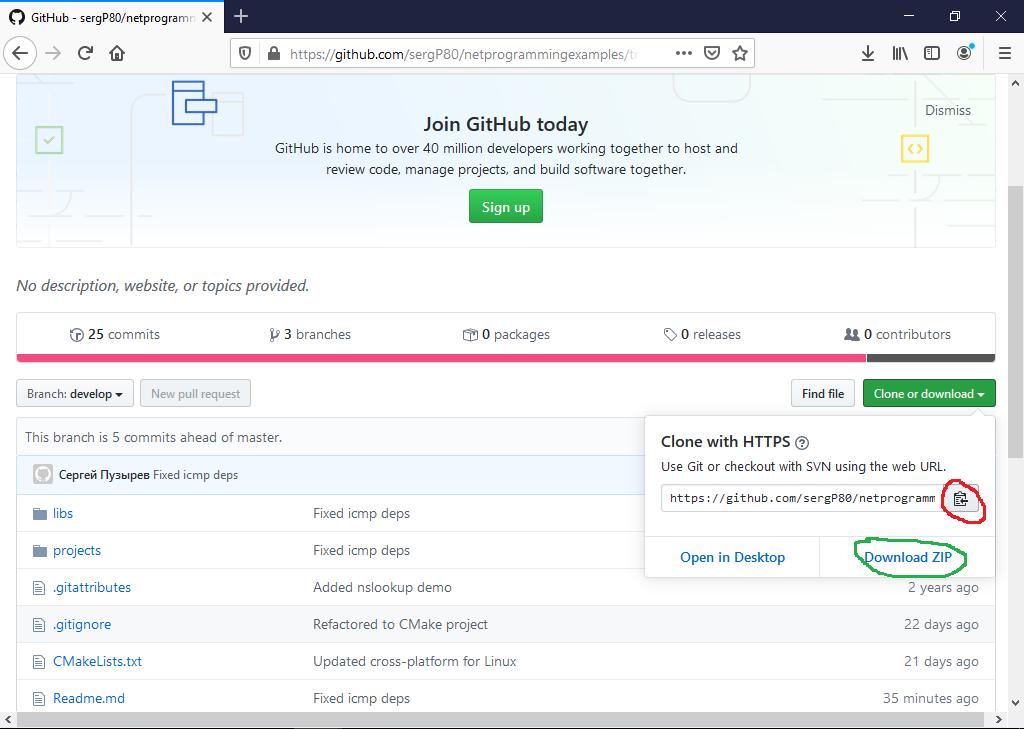 GitHub - sergP80/netprogramm
https://github.com/sergP80/netprogrammingexamples/tr
Dismiss
Join GitHub today
GitHub is home to over 40 million developers working together to host and
review code, manage projects, and build software together.
Sign up
No description, website, or topics provided.
25 commits
3 branches
0 packages
0 releases
0 contributors
Branch: develop
New pull request
Find file
Clone or download
This branch is 5 commits ahead of master.
Сергей Пузырев Fixed icmp deps
Clone with HTTPS
Use Git or checkout with SVN using the web URL.
https://github.com/sergP80/netprogramm
Open in Desktop
Download ZIP
libs Fixed icmp deps
projects Fixed icmp deps
.gitattributes Added nslookup demo 2 years ago
.gitignore Refactored to CMake project 22 days ago
CMakeLists.txt Updated cross-platform for Linux 21 days ago
Readme.md Fixed icmp deps 35 minutes ago